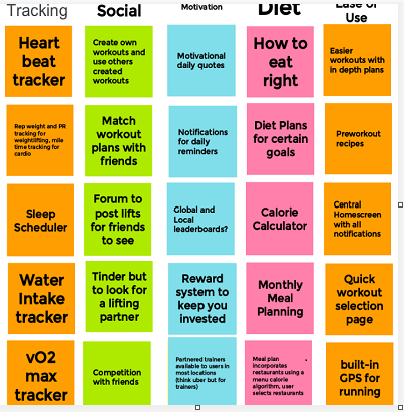 Tracking
Social
Motivation
Diet
Ease of
Use
Heart
beat
tracker
Create own
workouts and
use others
created
workouts
Motivational
daily quotes
How to
eat
right
Easier
workouts with
in depth plans
Rep weight and PR
tracking for
weightlifting, mile
time tracking for
cardio
Match
workout
plans with
friends
Notifications
for daily
reminders
Diet Plans
for certain
goals
Preworkout
recipes
Sleep
Scheduler
Forum to
post lifts
for friends
to see
Global and
Local
leaderboards?
Calorie
Calculator
Central
Homescreen
with all
notifications
Water
Intake
tracker
Tinder but
to look for
a lifting
partner
Reward
system to
keep you
invested
Monthly
Meal
Planning
Quick
workout
selection
page
vO2
max
tracker
Competition
with friends
Partnered trainers
available to users in
most locations
(think uber but for
trainers)
Meal plan
incorporates
restaurants using a
menu calorie
algorithm, user
selects restaurants
built-in
GPS for
running